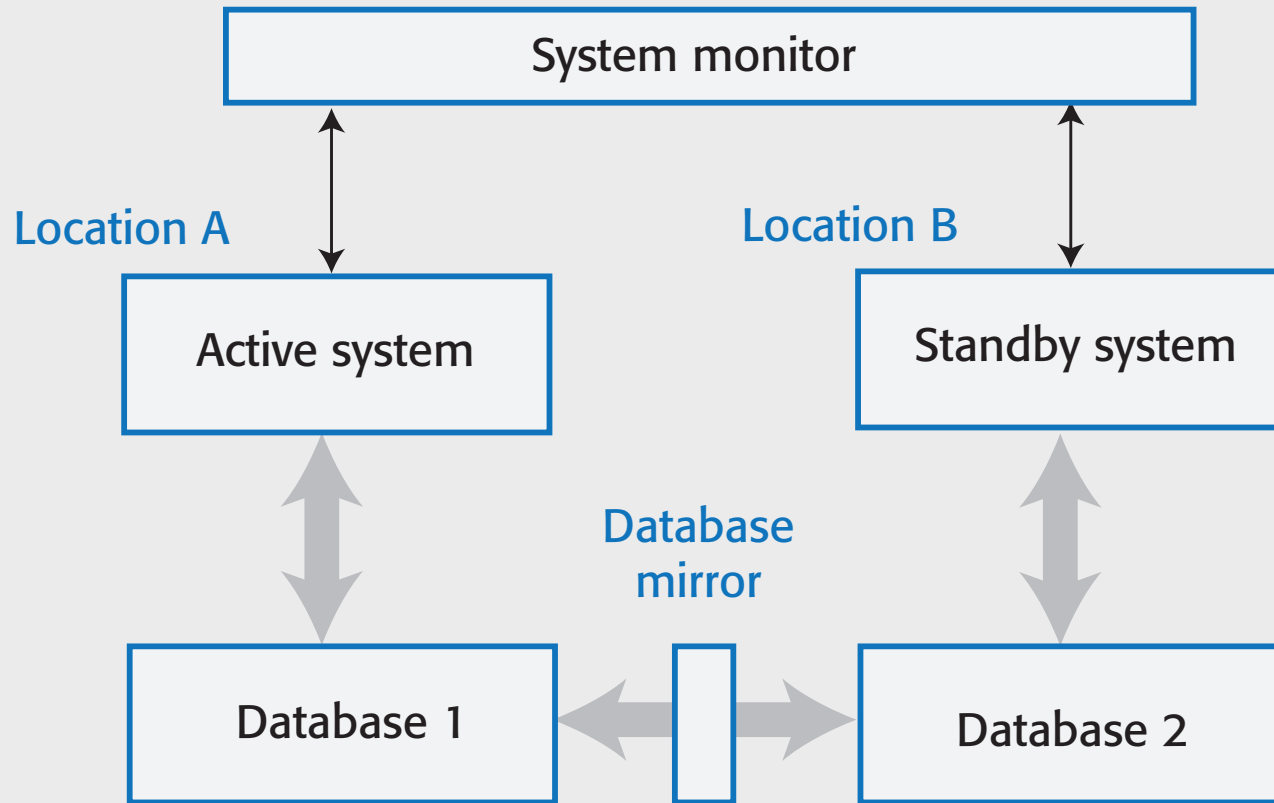 System monitor
Location A
Location B
Active system
Standby system
Database
mirror
Database 1
Database 2